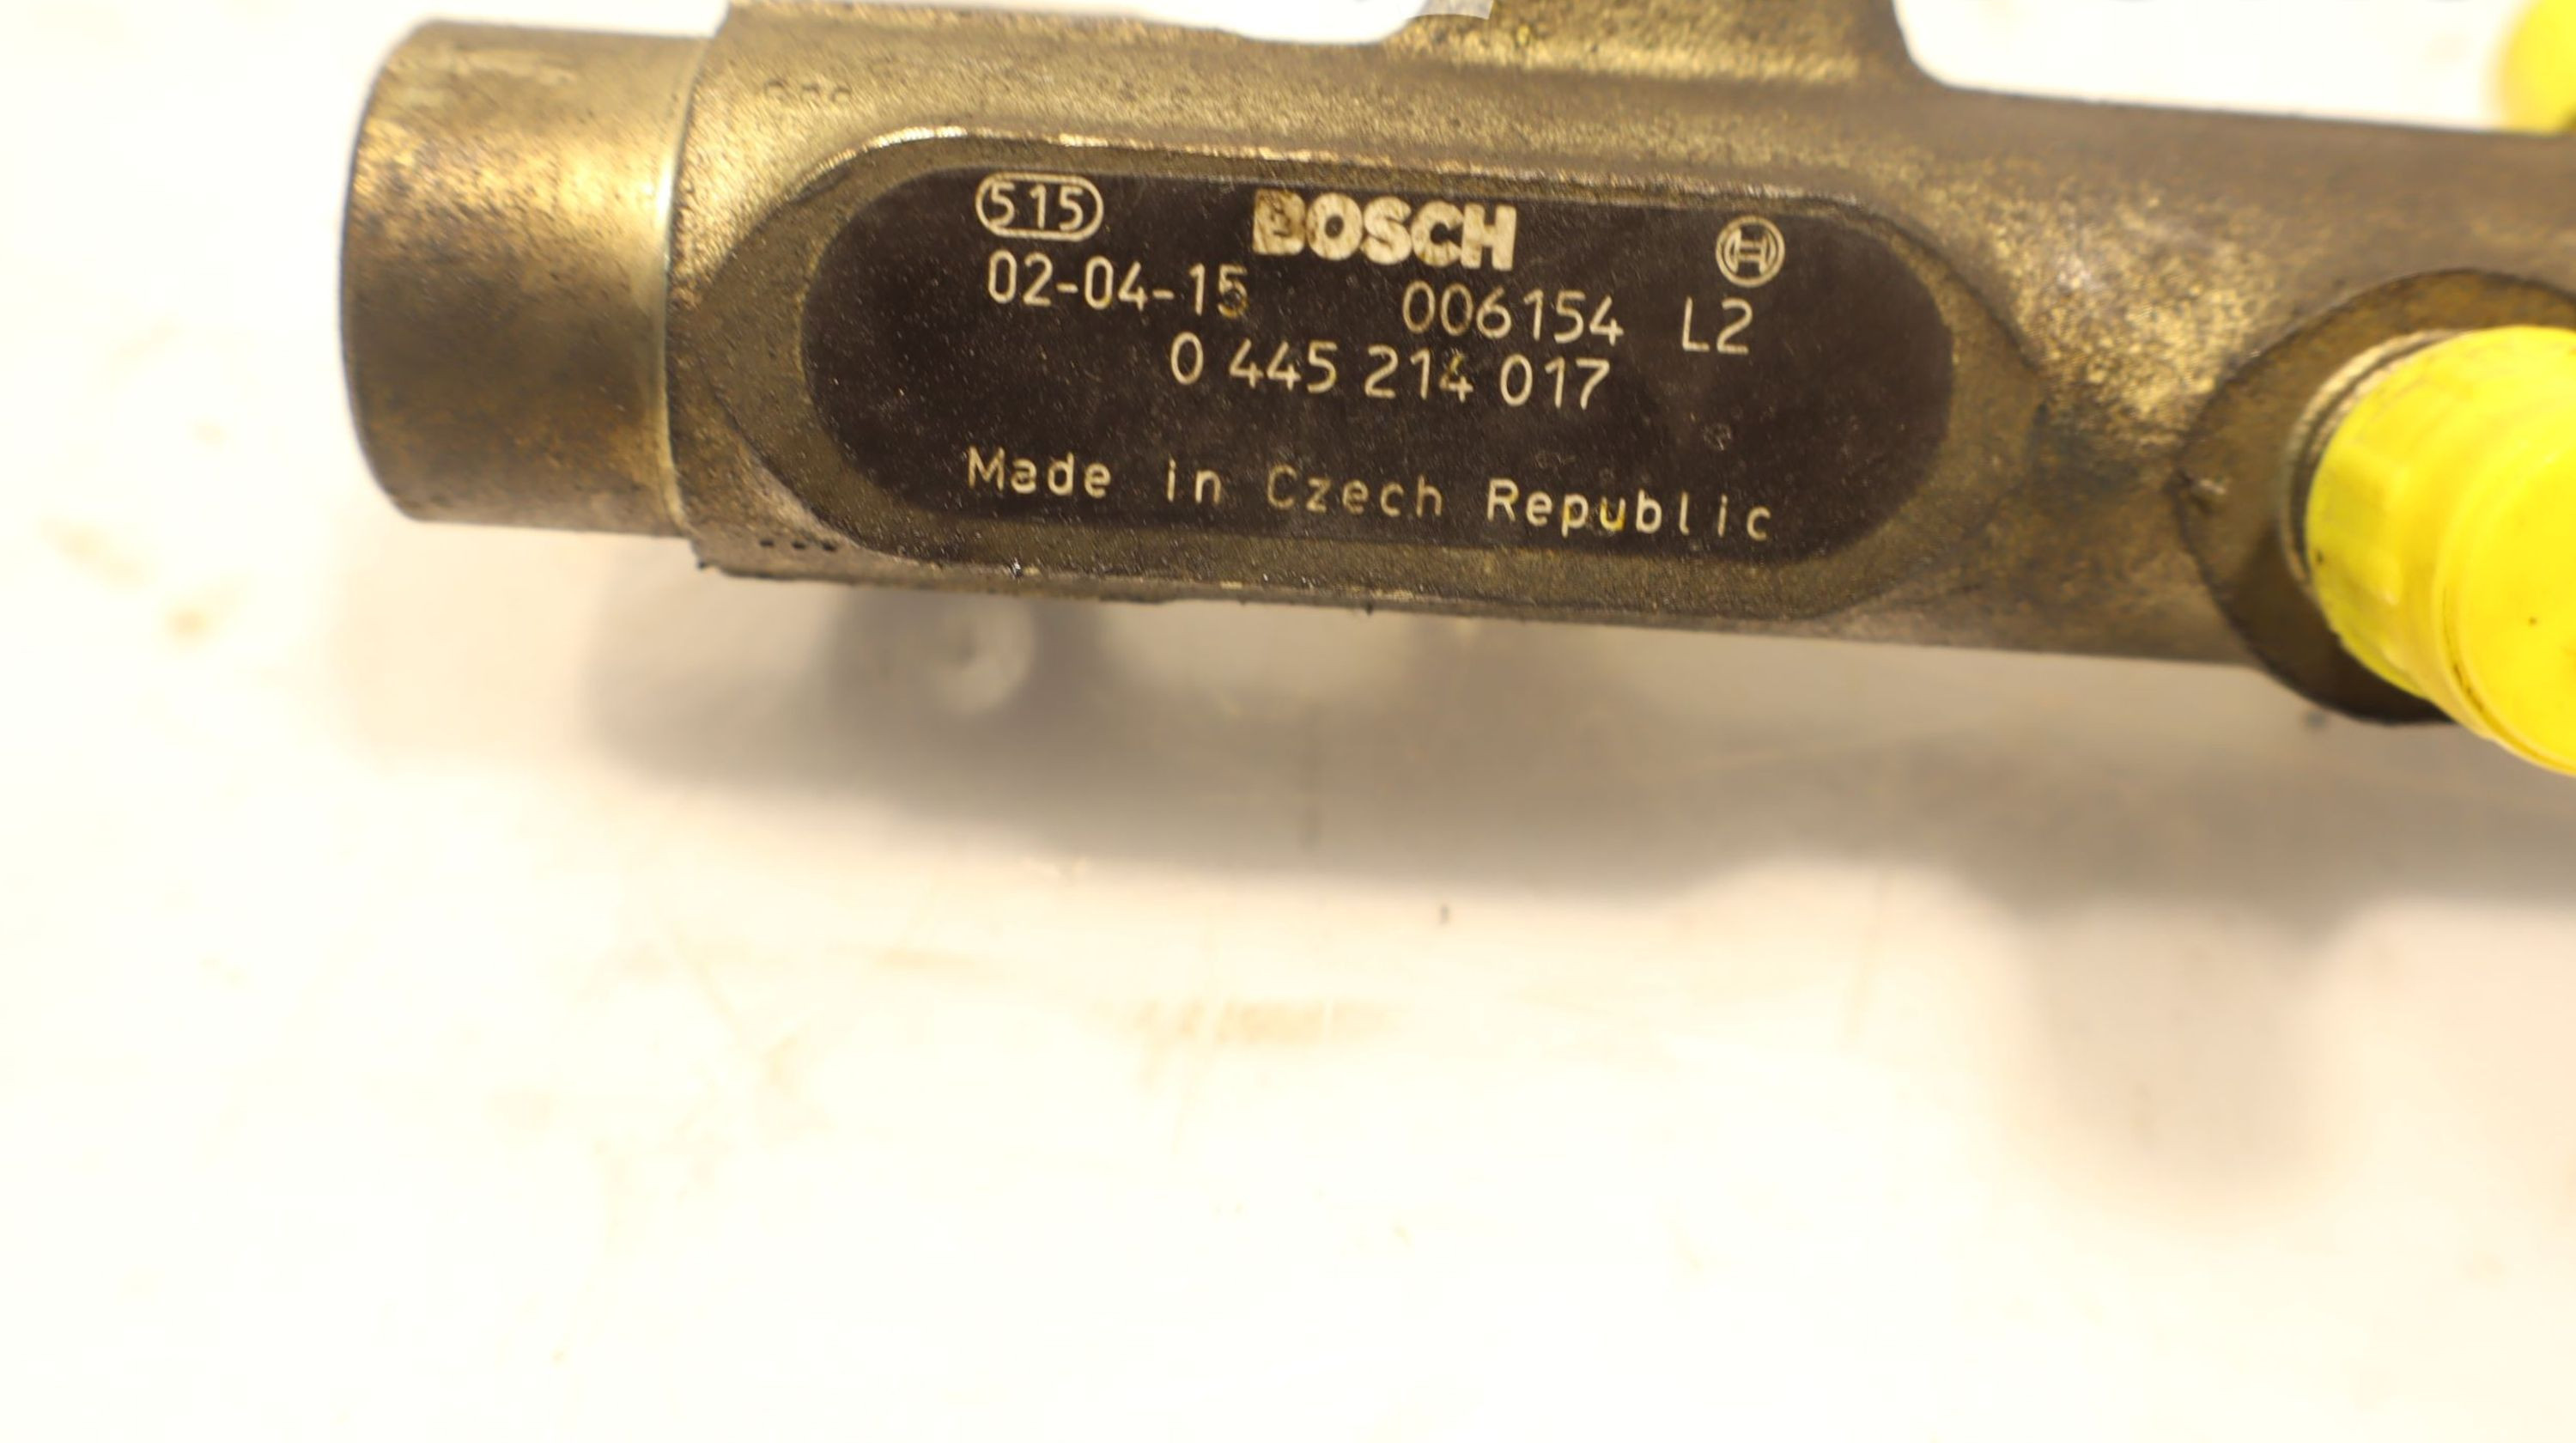 515 BOSCH
02-04-15 006154 L2
0 445 214 017
Made in Czech Republic